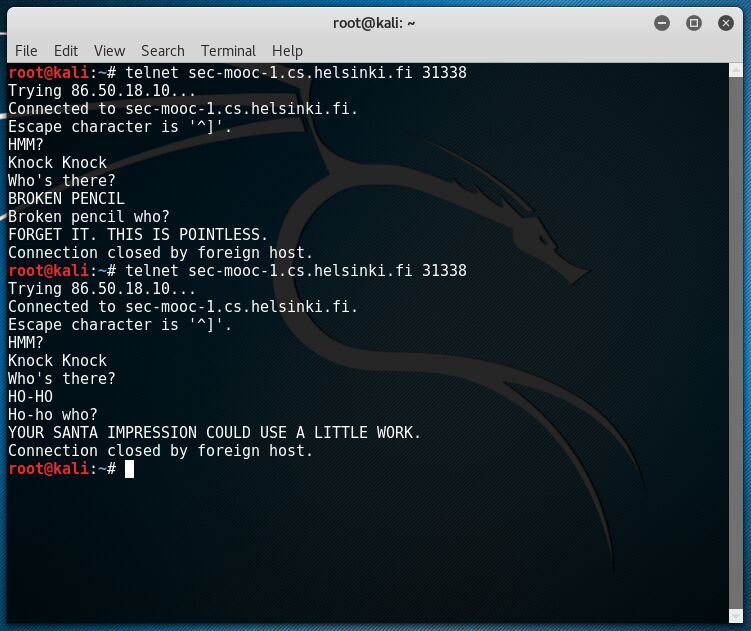 root@kali: ~
File Edit View Search Terminal Help
root@kali:~# telnet sec-mooc-1.cs.helsinki.fi 31338
Trying 86.50.18.10...
Connected to sec-mooc-1.cs.helsinki.fi.
Escape character is '^]'.
HMM?
Knock Knock
Who's there?
BROKEN PENCIL
Broken pencil who?
FORGET IT. THIS IS POINTLESS.
Connection closed by foreign host.
root@kali:~# telnet sec-mooc-1.cs.helsinki.fi 31338
Trying 86.50.18.10...
Connected to sec-mooc-1.cs.helsinki.fi.
Escape character is '^]'.
HMM?
Knock Knock
Who's there?
HO-HO
Ho-ho who?
YOUR SANTA IMPRESSION COULD USE A LITTLE WORK.
Connection closed by foreign host.
root@kali:~#